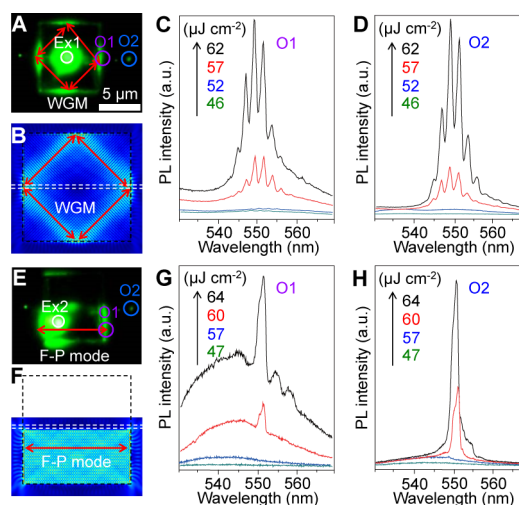 A
Ex1
O1
O2
5 μm
WGM
B
WGM
C
(μJ cm-2)
O1
62
57
52
46
PL intensity (a.u.)
540
550
560
Wavelength (nm)
D
(μJ cm-2)
O2
62
57
52
46
PL intensity (a.u.)
540
550
560
Wavelength (nm)
E
Ex2
O1
O2
F-P mode
F
F-P mode
G
(μJ cm-2)
O1
64
60
57
47
PL intensity (a.u.)
540
550
560
Wavelength (nm)
H
(μJ cm-2)
O2
64
60
57
47
PL intensity (a.u.)
540
550
560
Wavelength (nm)